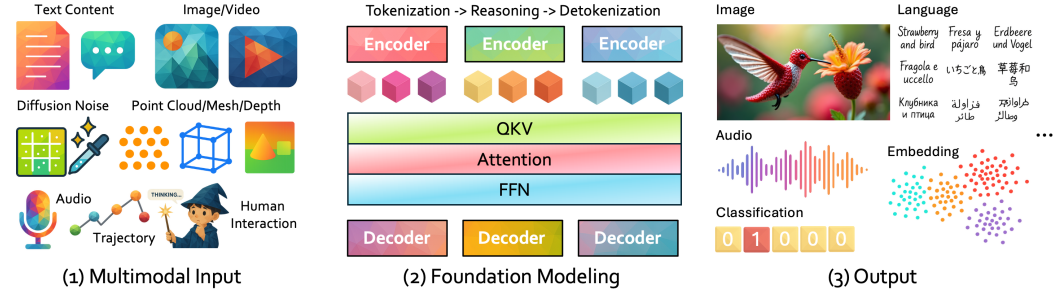 Text Content
Image/Video
Diffusion Noise
Point Cloud/Mesh/Depth
Audio
Trajectory
THINKING...
Human
Interaction
(1) Multimodal Input
Tokenization -> Reasoning -> Detokenization
Encoder
Encoder
Encoder
QKV
Attention
FFN
Decoder
Decoder
Decoder
(2) Foundation Modeling
Image
Language
Strawberry
and bird
Fresa y
pájaro
Erdbeere
und Vogel
Fragola e
uccello
いちごと鳥
草莓和
鸟
Клубника
и птица
فراولة
طائر
وطائر
Audio
Embedding
...
Classification
0 1 0 0 0
(3) Output